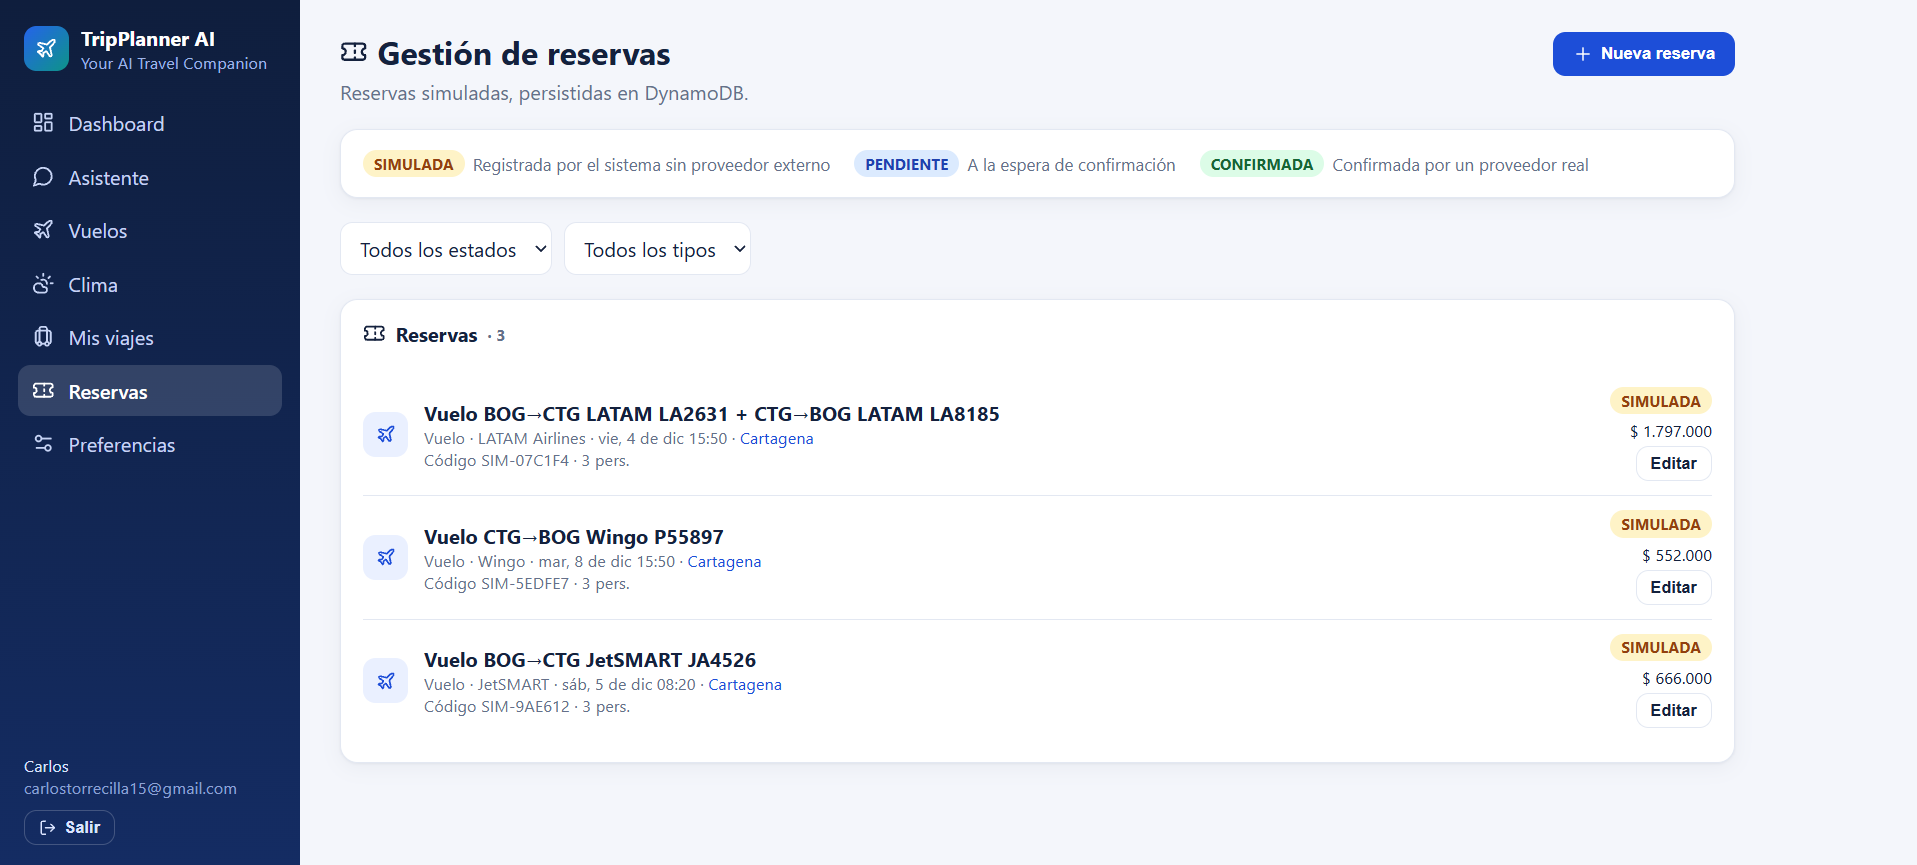 TripPlanner AI
Your AI Travel Companion
Dashboard
Asistente
Vuelos
Clima
Mis viajes
Reservas
Preferencias
Carlos
carlostorrecilla15@gmail.com
Salir
Gestión de reservas
Nueva reserva
Reservas simuladas, persistidas en DynamoDB.
SIMULADA Registrada por el sistema sin proveedor externo PENDIENTE A la espera de confirmación CONFIRMADA Confirmada por un proveedor real
Todos los estados Todos los tipos
Reservas · 3
Vuelo BOG→CTG LATAM LA2631 + CTG→BOG LATAM LA8185
Vuelo · LATAM Airlines · vie, 4 de dic 15:50 · Cartagena
Código SIM-07C1F4 · 3 pers.
SIMULADA
$ 1.797.000
Editar
Vuelo CTG→BOG Wingo P55897
Vuelo · Wingo · mar, 8 de dic 15:50 · Cartagena
Código SIM-5EDFE7 · 3 pers.
SIMULADA
$ 552.000
Editar
Vuelo BOG→CTG JetSMART JA4526
Vuelo · JetSMART · sáb, 5 de dic 08:20 · Cartagena
Código SIM-9AE612 · 3 pers.
SIMULADA
$ 666.000
Editar